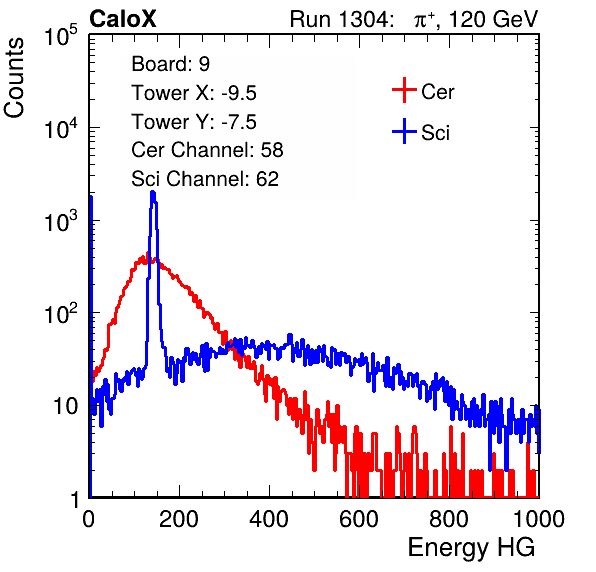 CaloX Run 1304: π⁺, 120 GeV
Counts
Board: 9
Tower X: -9.5
Tower Y: -7.5
Cer Channel: 58
Sci Channel: 62
Cer
Sci
10⁵
10⁴
10³
10²
10
1
0 200 400 600 800 1000
Energy HG